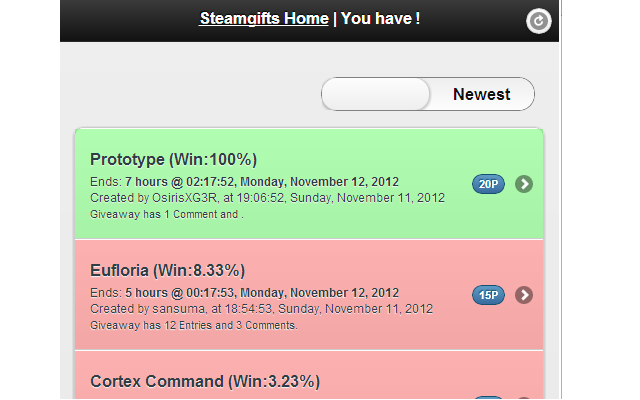 Steamgifts Home | You have !
Newest
Prototype (Win:100%)
Ends: 7 hours @ 02:17:52, Monday, November 12, 2012
20P
Created by OsirisXG3R, at 19:06:52, Sunday, November 11, 2012
Giveaway has 1 Comment and .
Eufloria (Win:8.33%)
Ends: 5 hours @ 00:17:53, Monday, November 12, 2012
15P
Created by sansuma, at 18:54:53, Sunday, November 11, 2012
Giveaway has 12 Entries and 3 Comments.
Cortex Command (Win:3.23%)